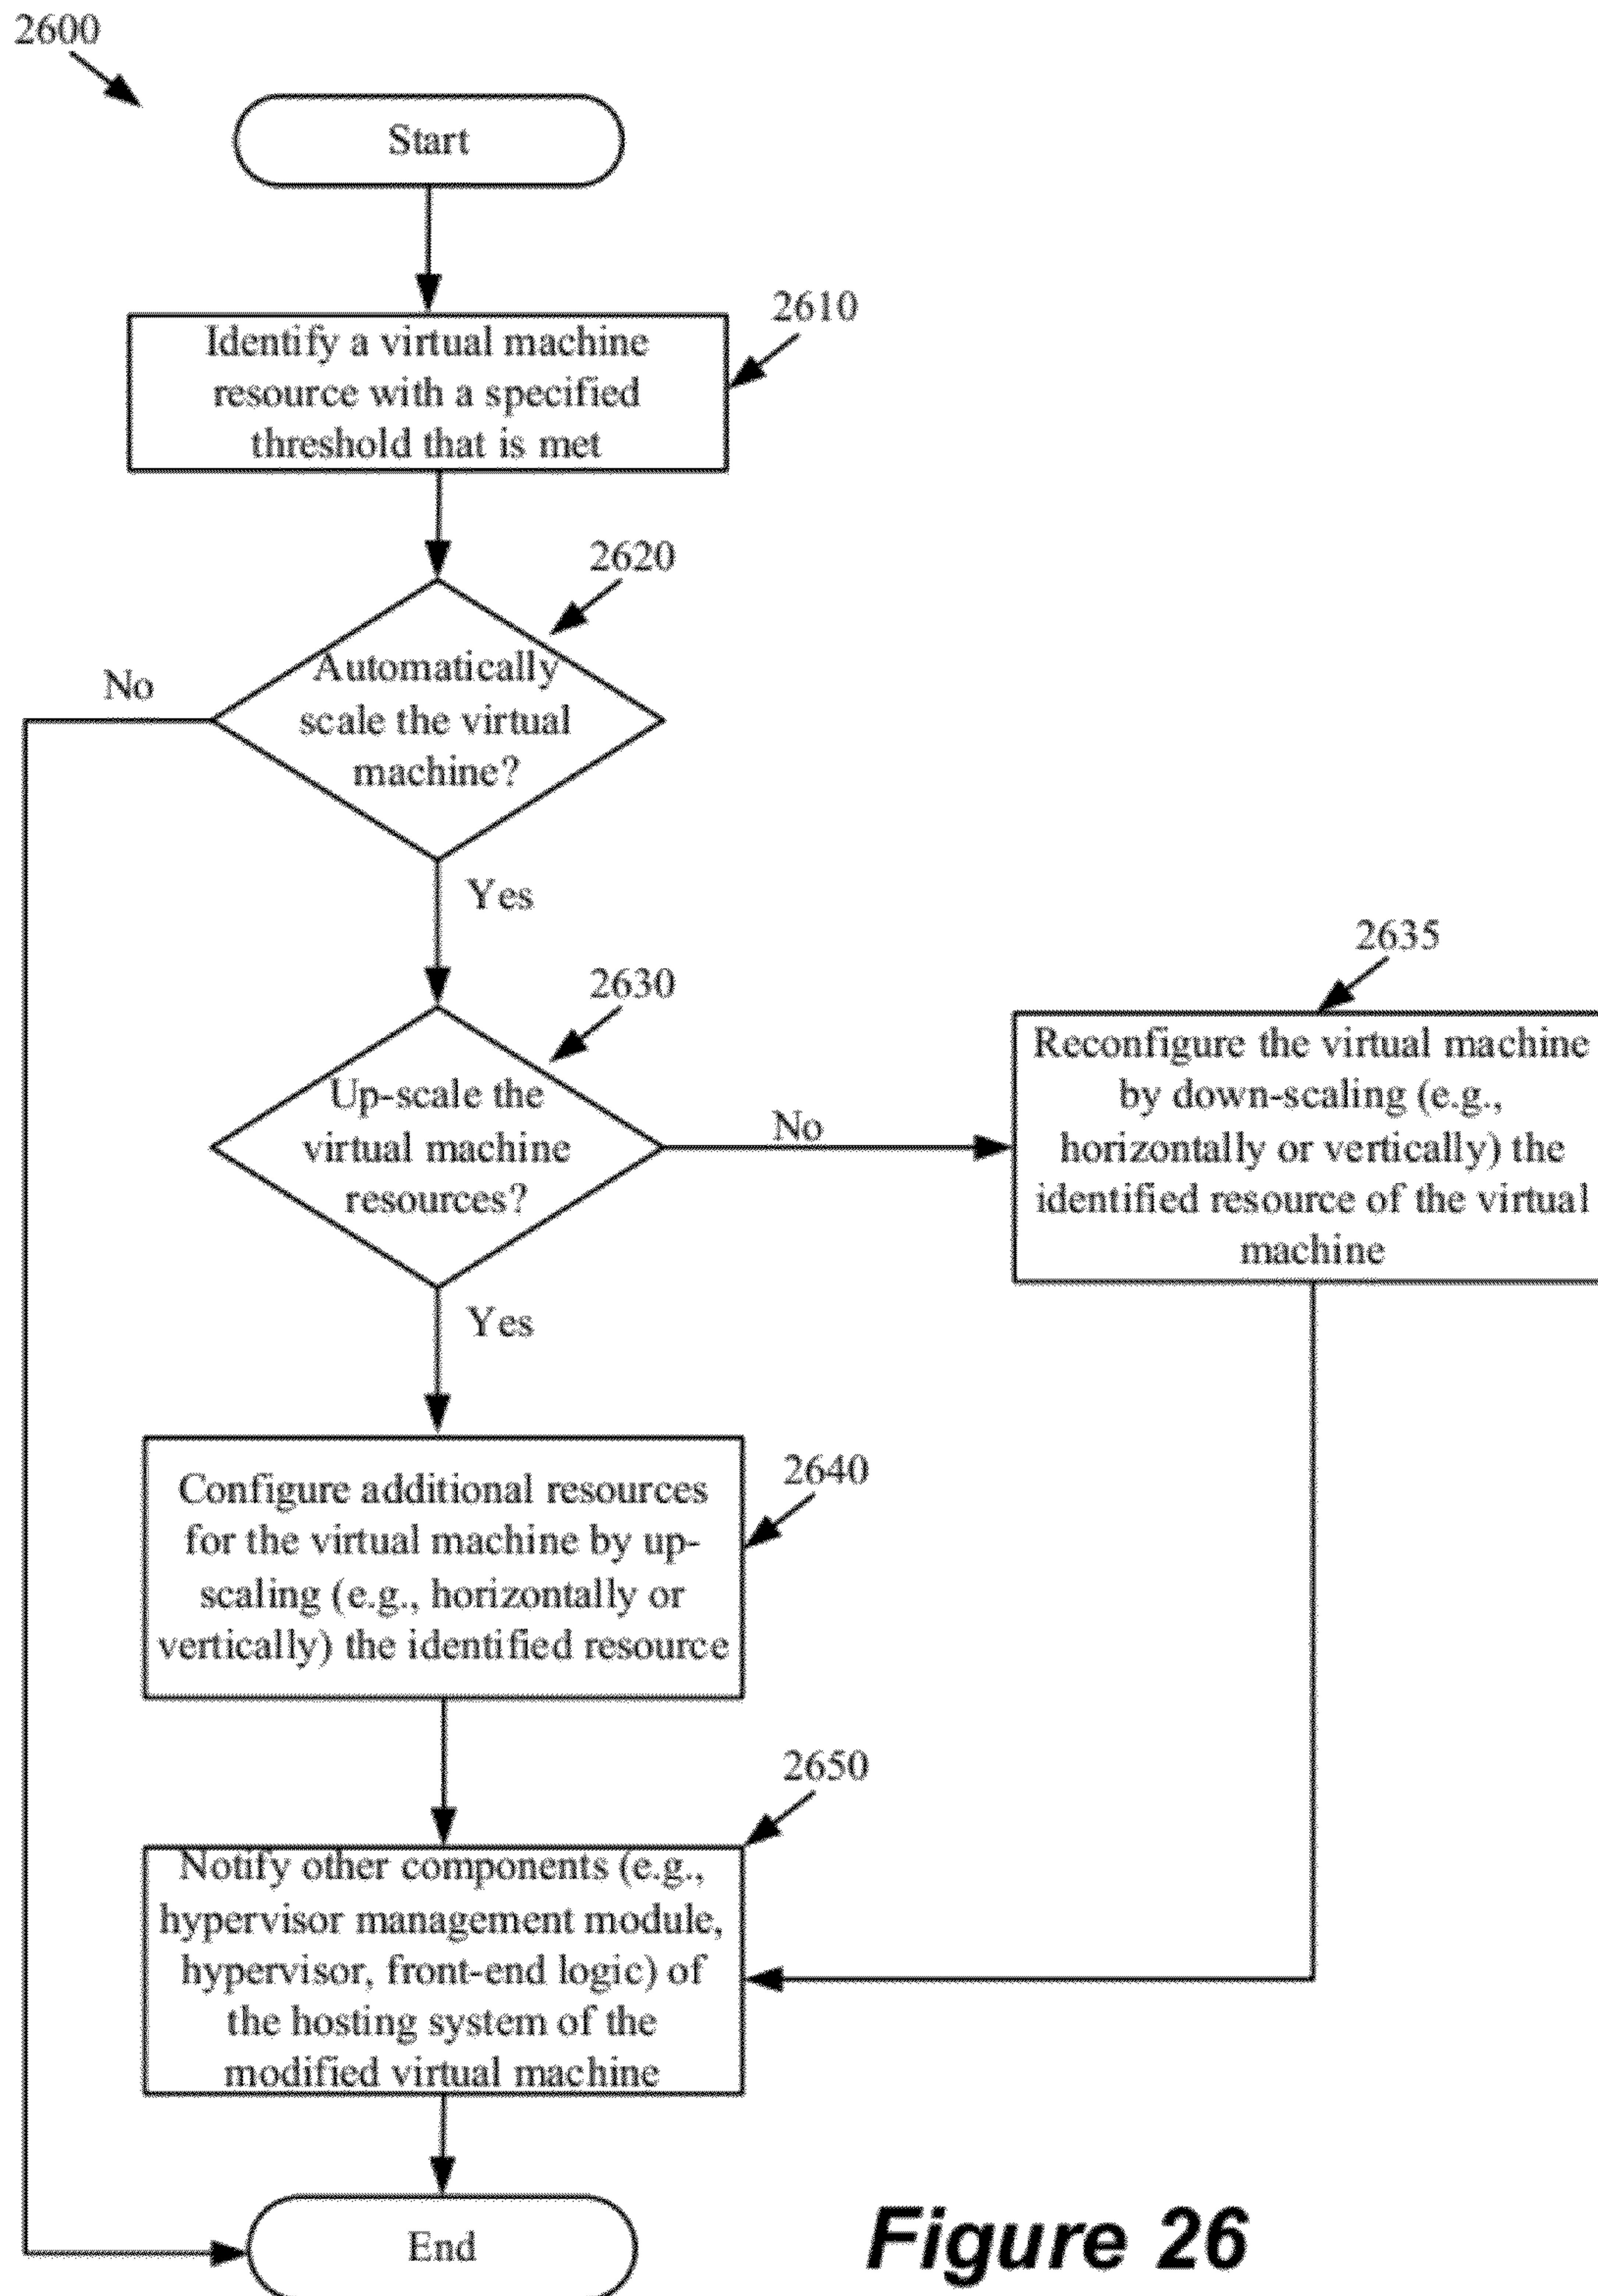 2600
Start
2610
Identify a virtual machine
resource with a specified
threshold that is met
2620
No
Automatically
scale the virtual
machine?
Yes
2630
Up-scale the
virtual machine
resources?
No
2635
Reconfigure the virtual machine
by down-scaling (e.g.,
horizontally or vertically) the
identified resource of the virtual
machine
Yes
2640
Configure additional resources
for the virtual machine by up-
scaling (e.g., horizontally or
vertically) the identified resource
2650
Notify other components (e.g.,
hypervisor management module,
hypervisor, front-end logic) of
the hosting system of the
modified virtual machine
End
Figure 26